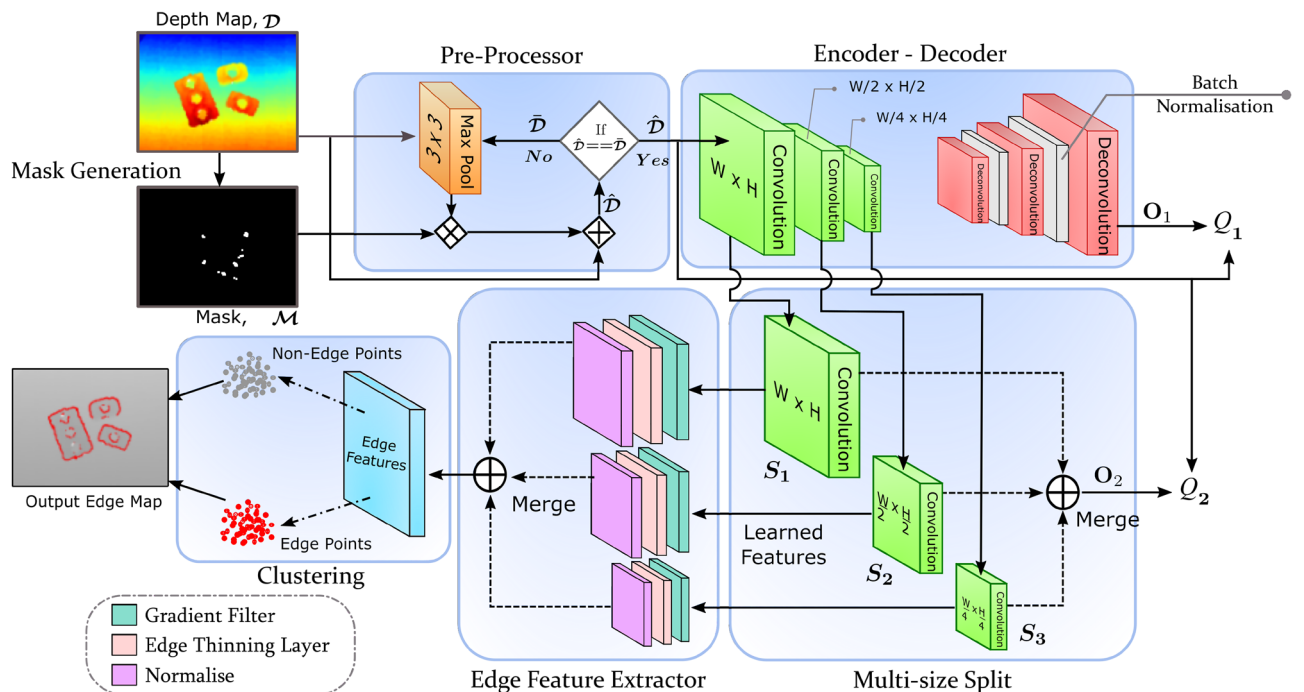 Depth Map, 𝒟
Pre-Processor
Encoder - Decoder
Mask Generation
3 x 3
Max Pool
𝒟̄
No
If
𝒟̂==𝒟̄
𝒟̂
Yes
𝒟̂
W/2 x H/2
W/4 x H/4
W x H
Convolution
Convolution
Convolution
Deconvolution
Deconvolution
Deconvolution
Batch
Normalisation
O₁
Q₁
Mask, ℳ
Non-Edge Points
Edge
Features
Edge Points
Output Edge Map
Clustering
Merge
Learned
Features
W x H
Convolution
S₁
W/2 x H/2
Convolution
S₂
W/4 x H/4
Convolution
S₃
O₂
Q₂
Merge
Gradient Filter
Edge Thinning Layer
Normalise
Edge Feature Extractor
Multi-size Split